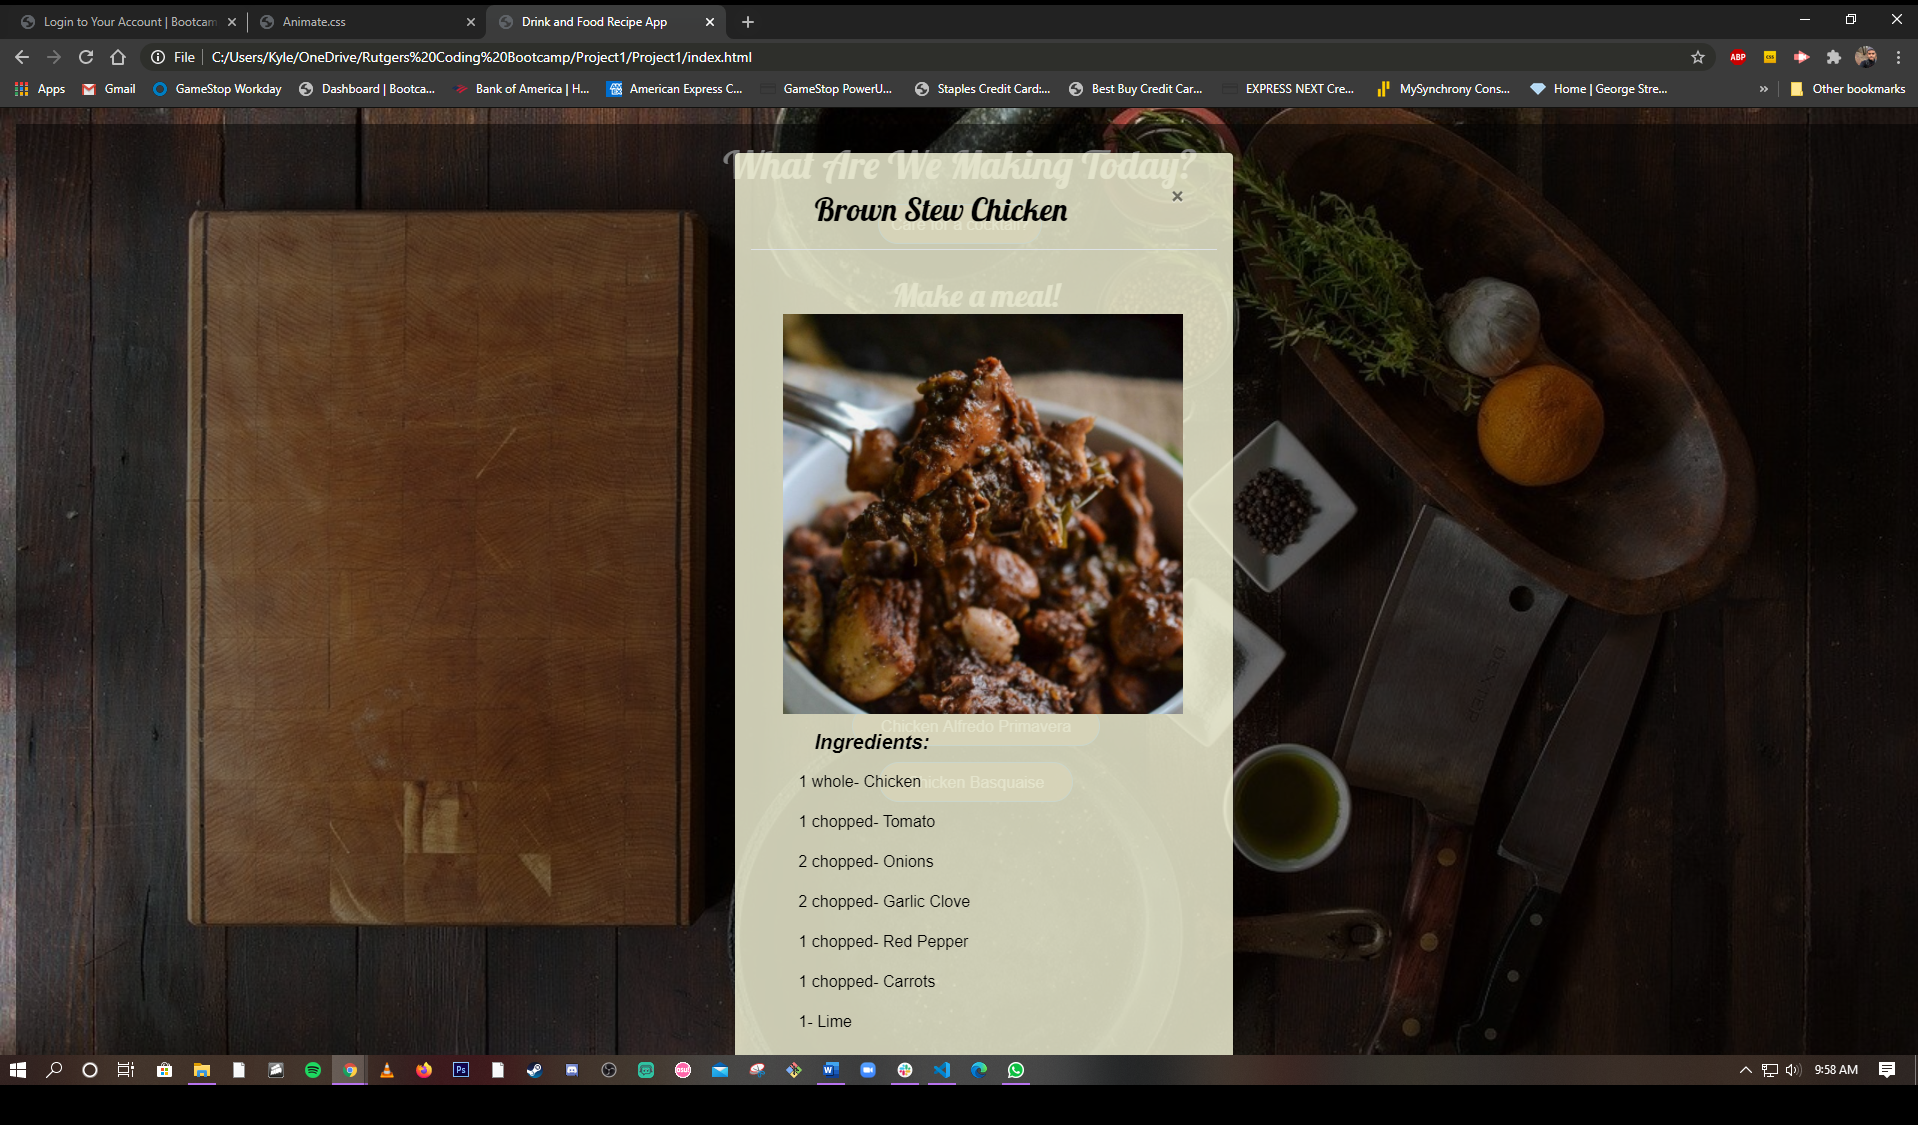 Login to Your Account | Bootcam
Animate.css
Drink and Food Recipe App
File
C:/Users/Kyle/OneDrive/Rutgers%20Coding%20Bootcamp/Project1/Project1/index.html
ABP
CSS
Apps
Gmail
GameStop Workday
Dashboard | Bootca...
Bank of America | H...
American Express C...
GameStop PowerU...
Staples Credit Card:...
Best Buy Credit Car...
EXPRESS NEXT Cre...
MySynchrony Cons...
Home | George Stre...
»
Other bookmarks
What Are We Making Today?
×
Brown Stew Chicken
Care for a cocktail?
Make a meal!
Chicken Alfredo Primavera
Ingredients:
1 whole- Chicken
Chicken Basquaise
1 chopped- Tomato
2 chopped- Onions
2 chopped- Garlic Clove
1 chopped- Red Pepper
1 chopped- Carrots
1- Lime
DEXTER
Ps
osu!
W
9:58 AM